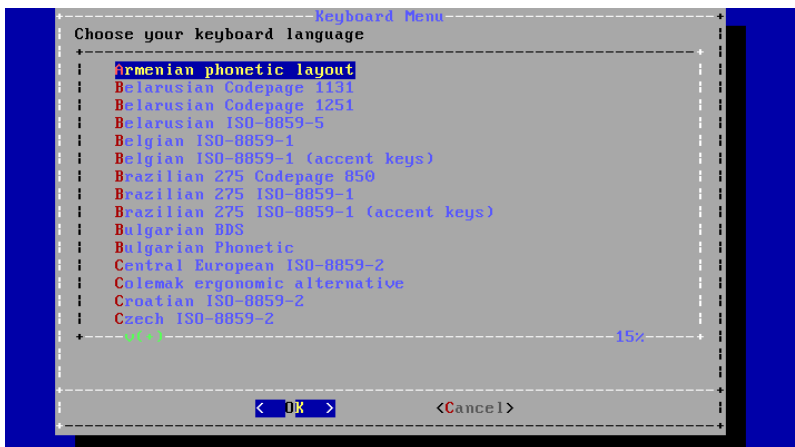 Keyboard Menu
Choose your keyboard language
Armenian phonetic layout
Belarusian Codepage 1131
Belarusian Codepage 1251
Belarusian ISO-8859-5
Belgian ISO-8859-1
Belgian ISO-8859-1 (accent keys)
Brazilian 275 Codepage 850
Brazilian 275 ISO-8859-1
Brazilian 275 ISO-8859-1 (accent keys)
Bulgarian BDS
Bulgarian Phonetic
Central European ISO-8859-2
Colemak ergonomic alternative
Croatian ISO-8859-2
Czech ISO-8859-2
v(+) 15%
< OK > <Cancel>